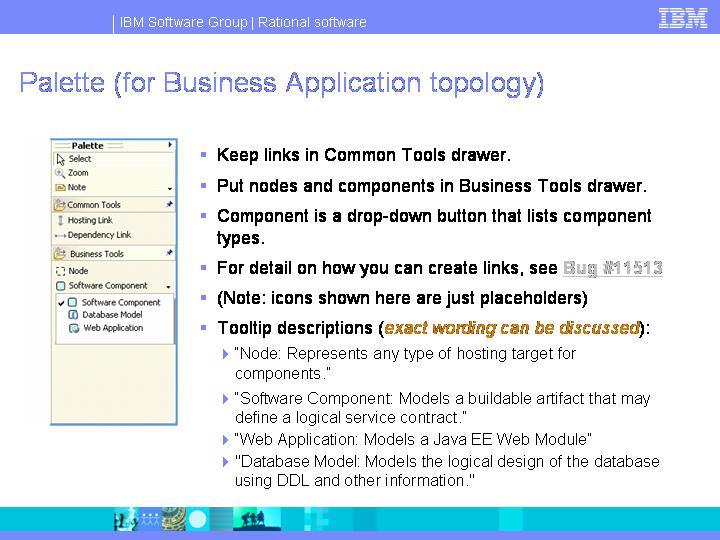 IBM Software Group | Rational software
IBM
Palette (for Business Application topology)
Palette
Select
Zoom
Note
Common Tools
Hosting Link
Dependency Link
Business Tools
Node
Software Component
Software Component
Database Model
Web Application
Keep links in Common Tools drawer.
Put nodes and components in Business Tools drawer.
Component is a drop-down button that lists component
types.
For detail on how you can create links, see Bug #11513
(Note: icons shown here are just placeholders)
Tooltip descriptions (exact wording can be discussed):
"Node: Represents any type of hosting target for
components."
"Software Component: Models a buildable artifact that may
define a logical service contract."
"Web Application: Models a Java EE Web Module"
"Database Model: Models the logical design of the database
using DDL and other information."